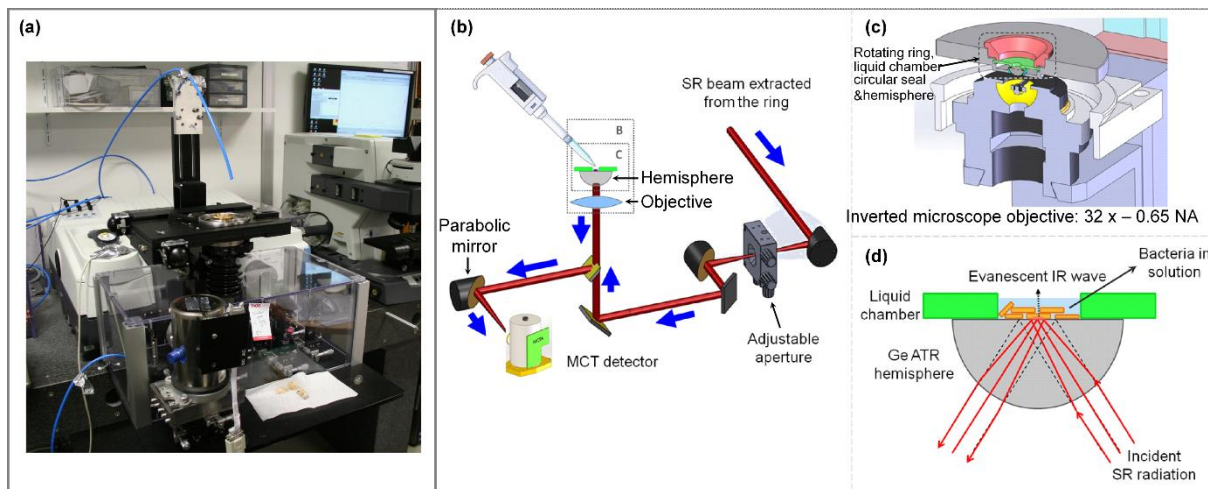 (a)
(b)
SR beam extracted
from the ring
B
C
Hemisphere
Objective
Parabolic
mirror
MCT detector
Adjustable
aperture
(c)
Rotating ring,
liquid chamber
circular seal
&hemisphere
Inverted microscope objective: 32 x – 0.65 NA
(d)
Evanescent IR wave
Bacteria in
solution
Liquid
chamber
Ge ATR
hemisphere
Incident
SR radiation